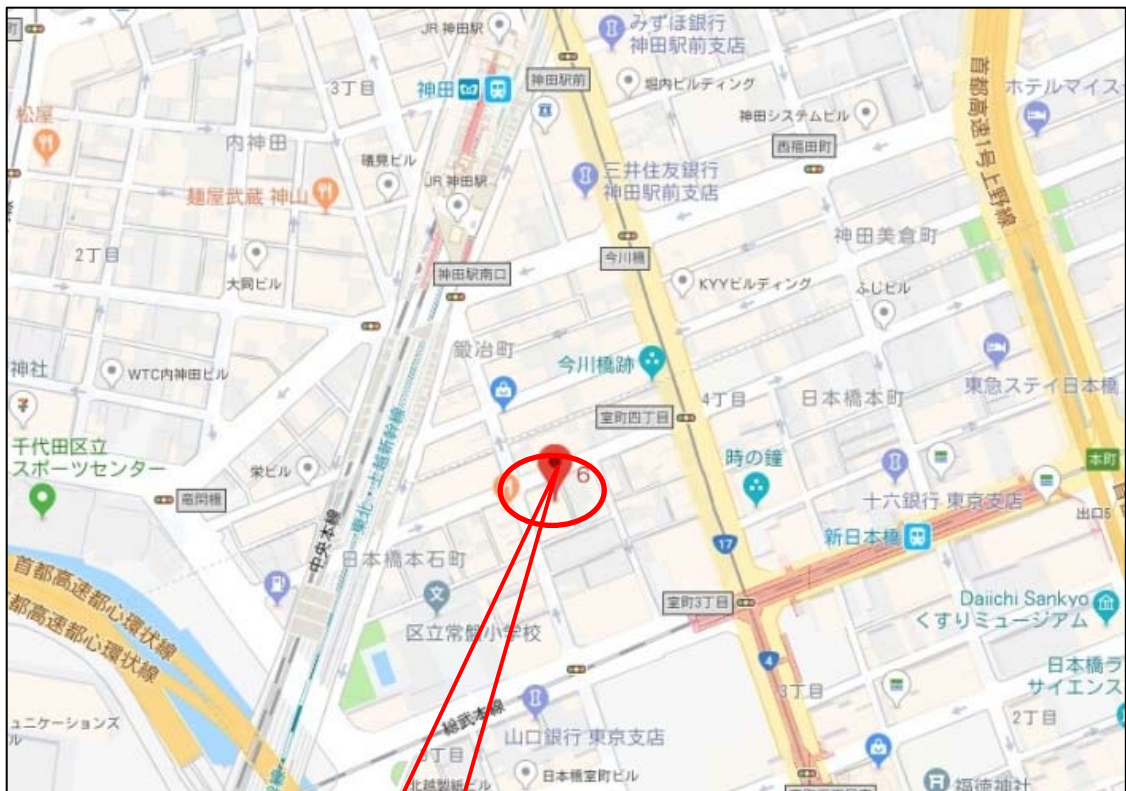 町
JR 神田駅
みずほ銀行
神田駅前支店
神田駅前
堀内ビルディング
3丁目
神田
ホテルマイス
首都高速1号上野線
神田システムビル
西福田町
松屋
内神田
磯見ビル
三井住友銀行
神田駅前支店
JR 神田駅
麺屋武蔵 神山
2丁目
神田美倉町
今川橋
大同ビル
神田駅南口
KYYビルディング
ふじビル
鍛冶町
今川橋跡
神社
WTC内神田ビル
東急ステイ日本橋
4丁目
日本橋本町
室町四丁目
千代田区立
スポーツセンター
栄ビル
竜閑橋
東北・上越新幹線
中央本線
6
時の鐘
本町
十六銀行 東京支店
出口5
新日本橋
17
日本橋本石町
首都高速都心環状線
都高速都心環状線
文
区立常盤小学校
室町3丁目
Daiichi Sankyo
くすりミュージアム
4
日本橋ラ
サイエンス
3丁目
2丁目
総武本線
ュニケーションズ
ル
山口銀行 東京支店
3丁目
北越製紙ビル
日本橋室町ビル
福徳神社